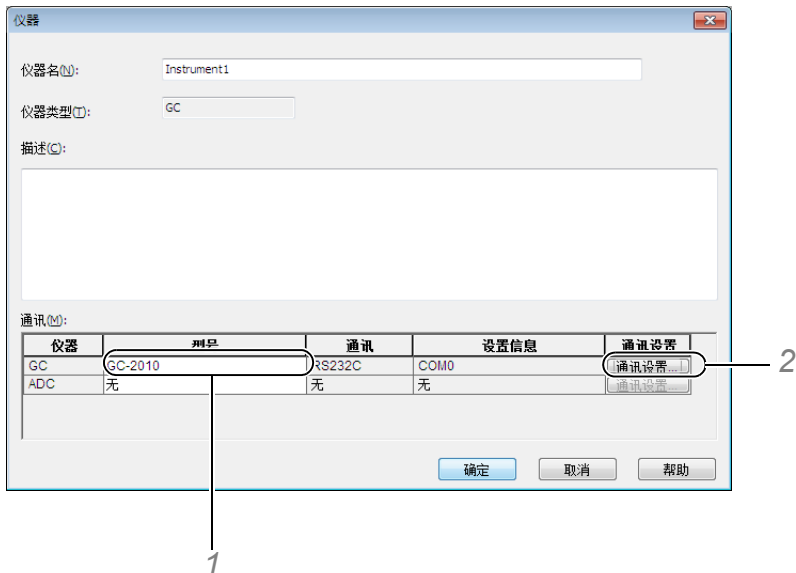 仪器
仪器名(N): Instrument1
仪器类型(T): GC
描述(C):
通讯(M):
仪器 型号 通讯 设置信息 通讯设置
GC GC-2010 RS232C COM0 通讯设置...
ADC 无 无 无 通讯设置...
2
确定 取消 帮助
1